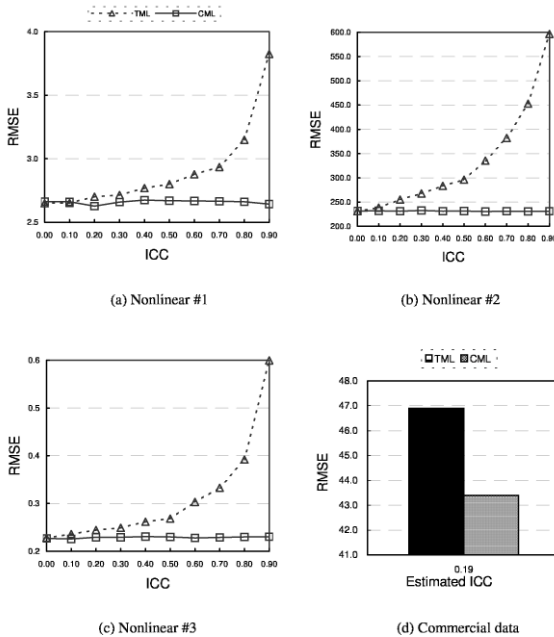 TML CML
4.0
3.5
3.0
2.5
RMSE
0.00 0.10 0.20 0.30 0.40 0.50 0.60 0.70 0.80 0.90
ICC
(a) Nonlinear #1
600.0
550.0
500.0
450.0
400.0
350.0
300.0
250.0
200.0
RMSE
0.00 0.10 0.20 0.30 0.40 0.50 0.60 0.70 0.80 0.90
ICC
(b) Nonlinear #2
0.6
0.5
0.4
0.3
0.2
RMSE
0.00 0.10 0.20 0.30 0.40 0.50 0.60 0.70 0.80 0.90
ICC
(c) Nonlinear #3
TML CML
48.0
47.0
46.0
45.0
44.0
43.0
42.0
41.0
RMSE
0.19
Estimated ICC
(d) Commercial data